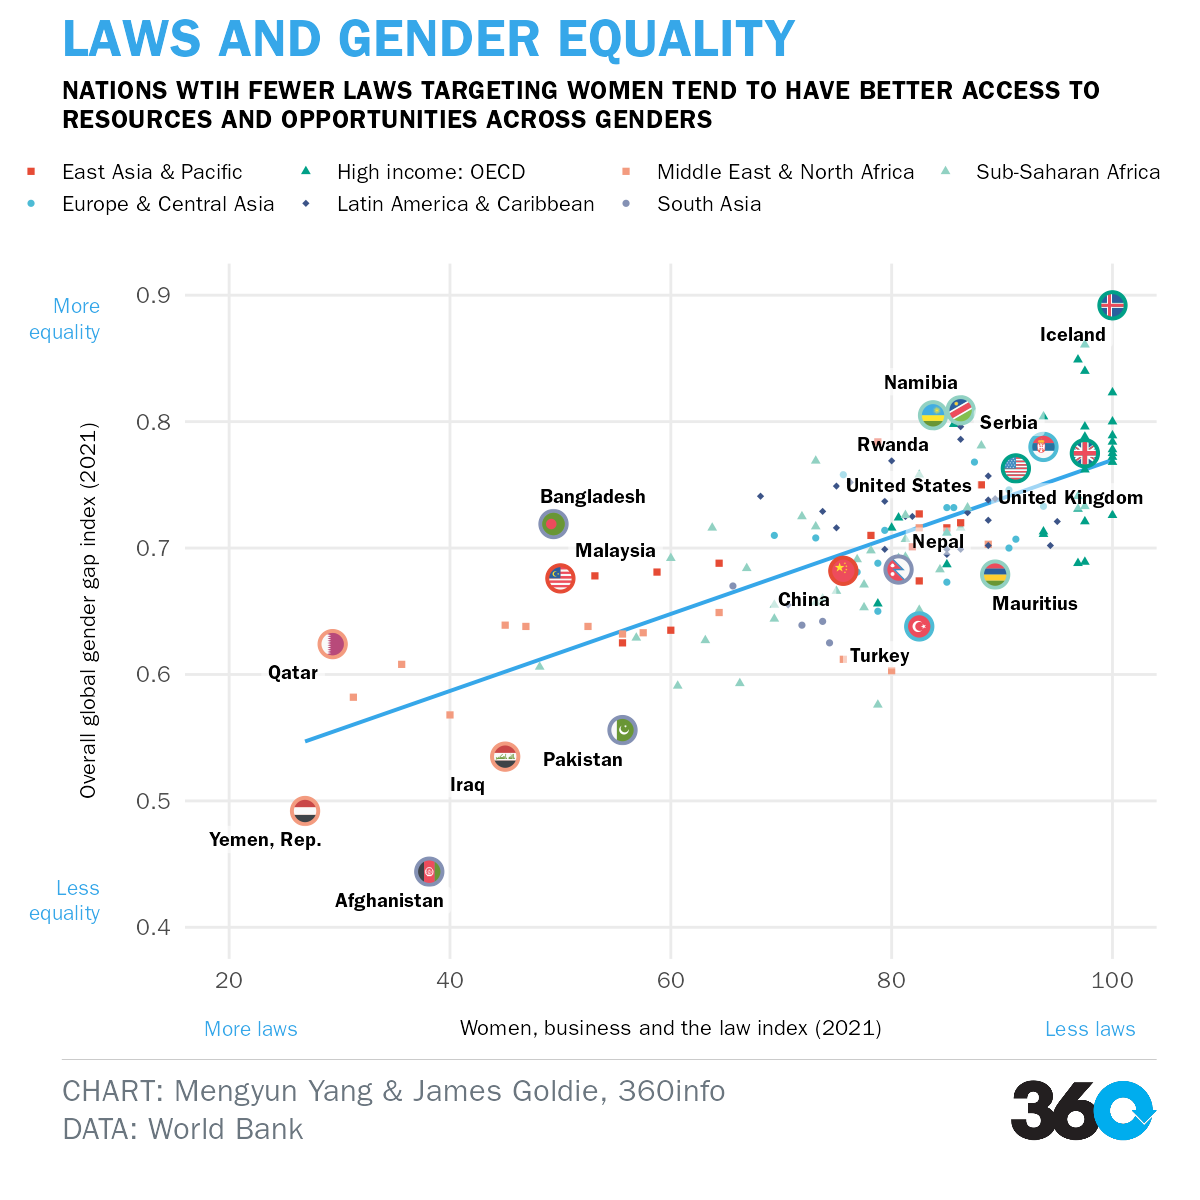 LAWS AND GENDER EQUALITY
NATIONS WTIH FEWER LAWS TARGETING WOMEN TEND TO HAVE BETTER ACCESS TO
RESOURCES AND OPPORTUNITIES ACROSS GENDERS
East Asia & Pacific
High income: OECD
Middle East & North Africa
Sub-Saharan Africa
Europe & Central Asia
Latin America & Caribbean
South Asia
More
equality
0.9
Iceland
Namibia
0.8
Serbia
Rwanda
United States
United Kingdom
Bangladesh
Overall global gender gap index (2021)
Malaysia
0.7
Nepal
China
Mauritius
Turkey
Qatar
0.6
Pakistan
Iraq
0.5
Yemen, Rep.
Less
equality
Afghanistan
0.4
20
40
60
80
100
More laws
Women, business and the law index (2021)
Less laws
CHART: Mengyun Yang & James Goldie, 360info
DATA: World Bank
360